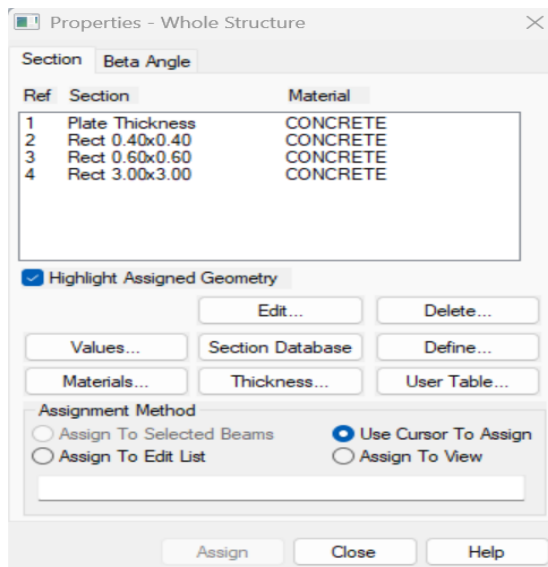 Properties - Whole Structure
Section Beta Angle
Ref Section Material
1 Plate Thickness CONCRETE
2 Rect 0.40x0.40 CONCRETE
3 Rect 0.60x0.60 CONCRETE
4 Rect 3.00x3.00 CONCRETE
Highlight Assigned Geometry
Edit... Delete...
Values... Section Database Define...
Materials... Thickness... User Table...
Assignment Method
Assign To Selected Beams Use Cursor To Assign
Assign To Edit List Assign To View
Assign Close Help